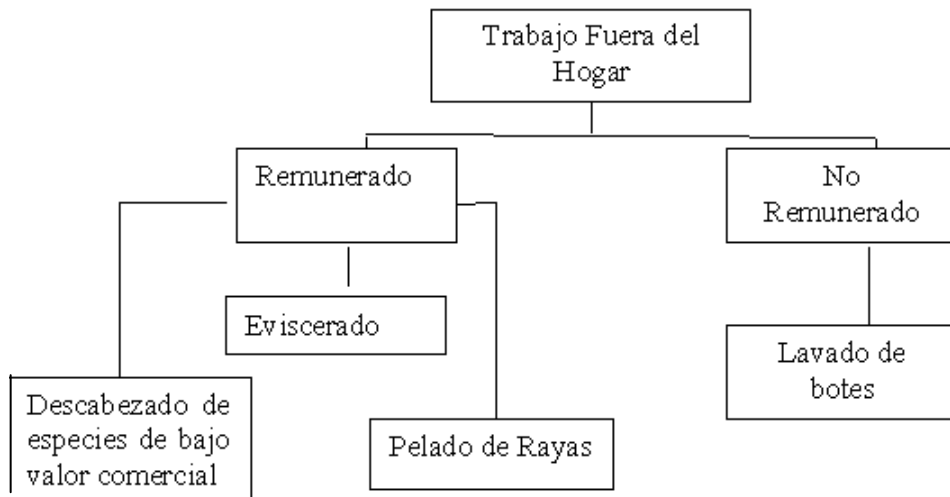 Trabajo Fuera del
Hogar
Remunerado
No
Remunerado
Eviscerado
Lavado de
botes
Descabezado de
especies de bajo
valor comercial
Pelado de Rayas